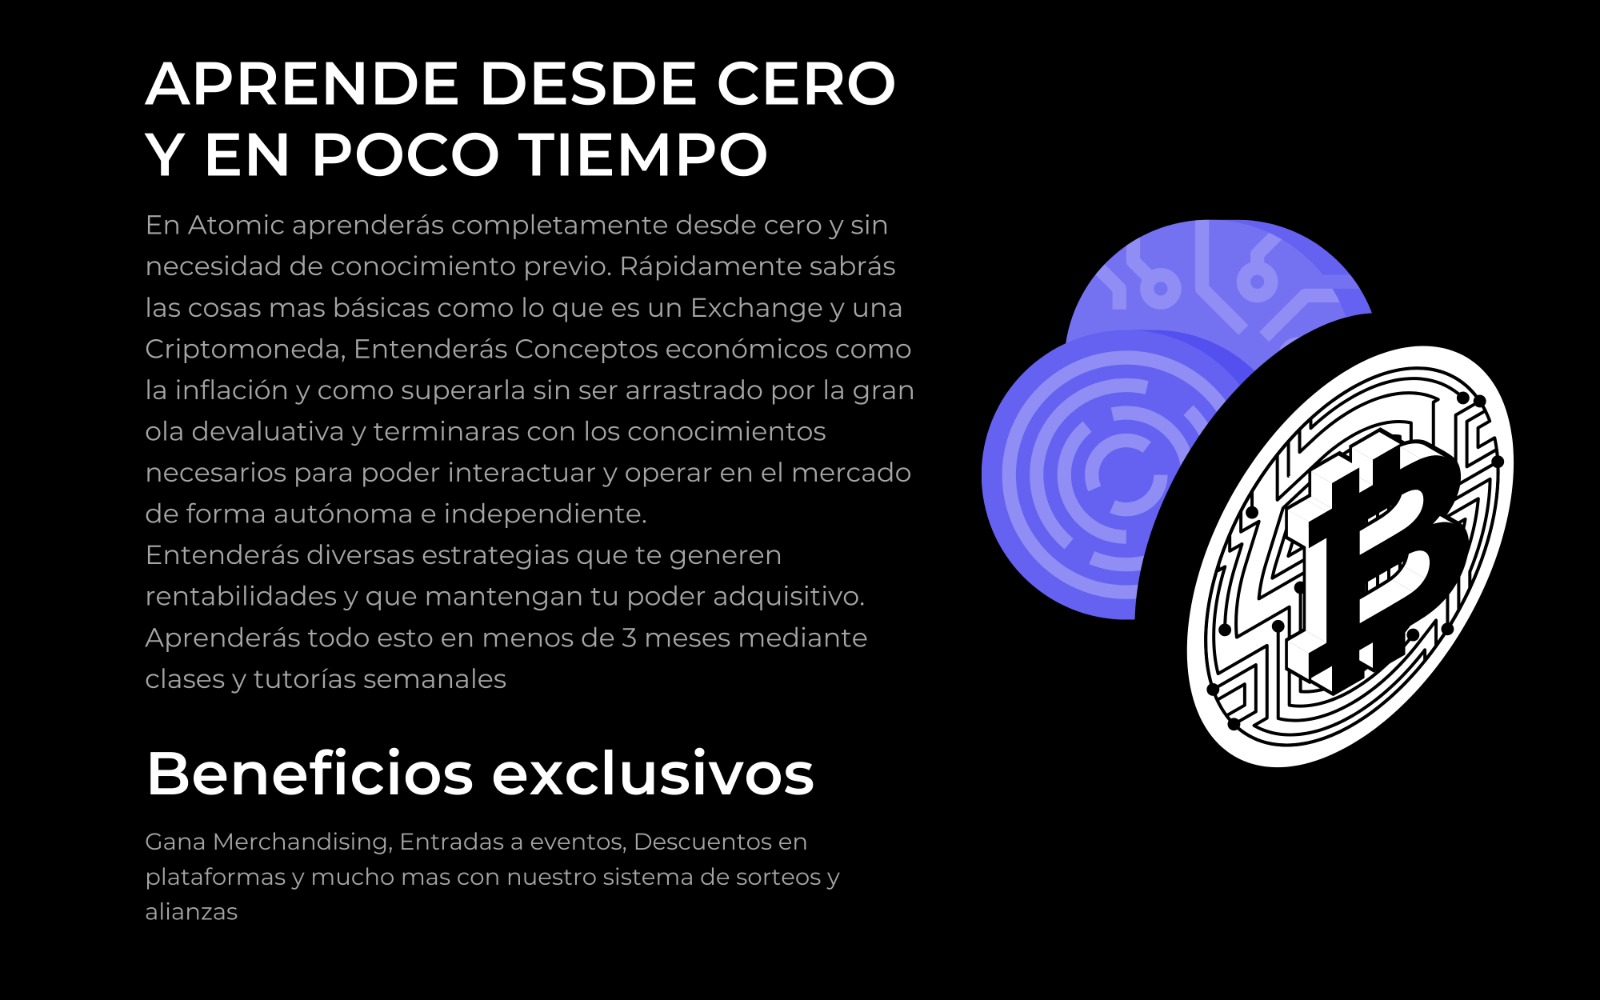 APRENDE DESDE CERO
Y EN POCO TIEMPO
En Atomic aprenderás completamente desde cero y sin
necesidad de conocimiento previo. Rápidamente sabrás
las cosas mas básicas como lo que es un Exchange y una
Criptomoneda, Entenderás Conceptos económicos como
la inflación y como superarla sin ser arrastrado por la gran
ola devaluativa y terminaras con los conocimientos
necesarios para poder interactuar y operar en el mercado
de forma autónoma e independiente.
Entenderás diversas estrategias que te generen
rentabilidades y que mantengan tu poder adquisitivo.
Aprenderás todo esto en menos de 3 meses mediante
clases y tutorías semanales
Beneficios exclusivos
Gana Merchandising, Entradas a eventos, Descuentos en
plataformas y mucho mas con nuestro sistema de sorteos y
alianzas